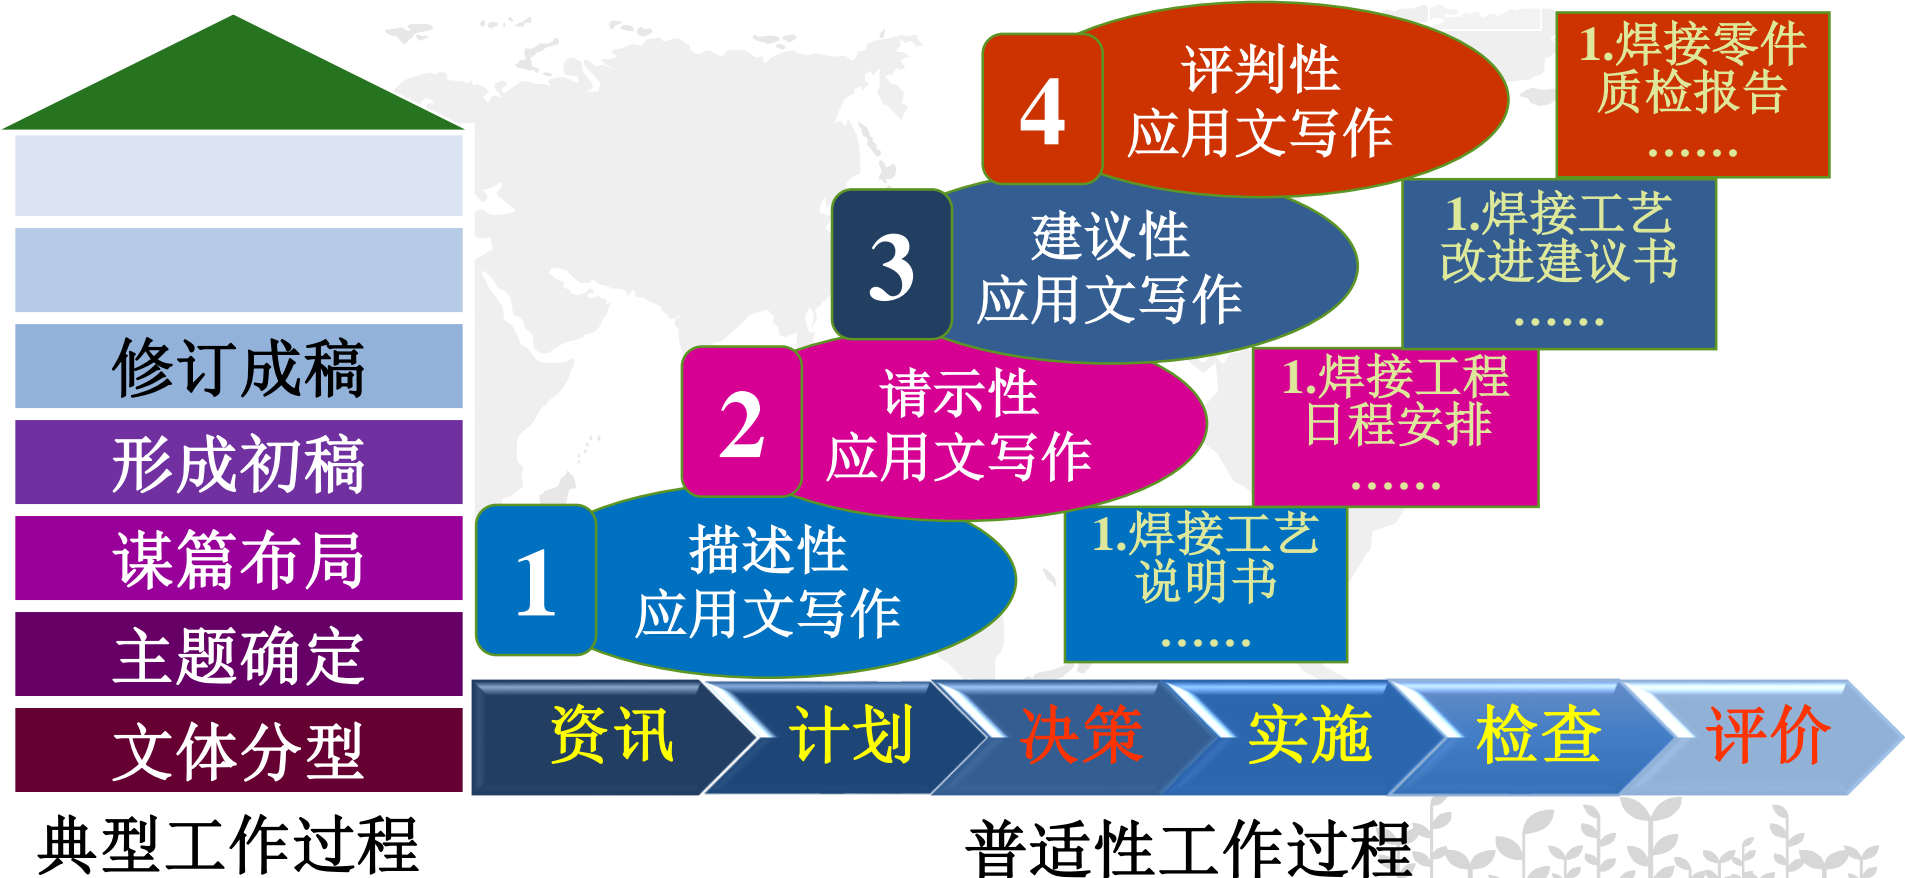 4
评判性
应用文写作
1.焊接零件
质检报告
……
3
建议性
应用文写作
1.焊接工艺
改进建议书
……
2
请示性
应用文写作
1.焊接工程
日程安排
……
1
描述性
应用文写作
1.焊接工艺
说明书
……
修订成稿
形成初稿
谋篇布局
主题确定
文体分型
典型工作过程
资讯
计划
决策
实施
检查
评价
普适性工作过程